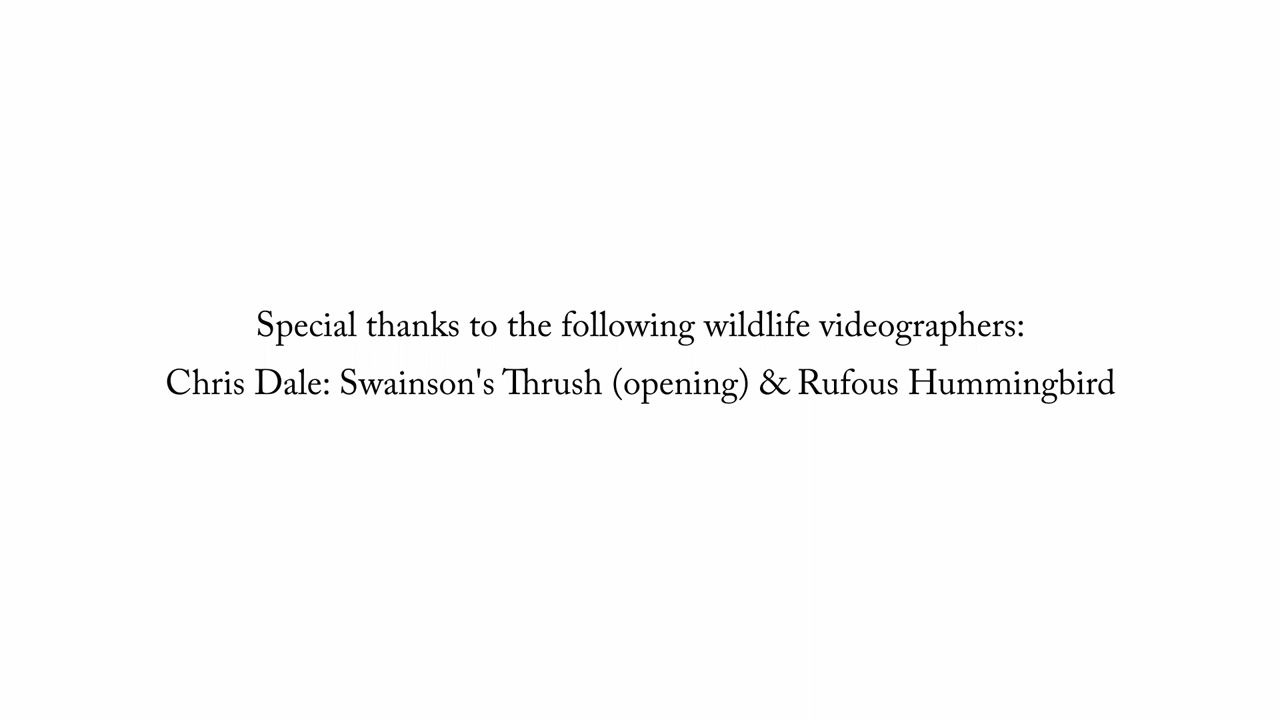 Special thanks to the following wildlife videographers:
Chris Dale: Swainson's Thrush (opening) & Rufous Hummingbird